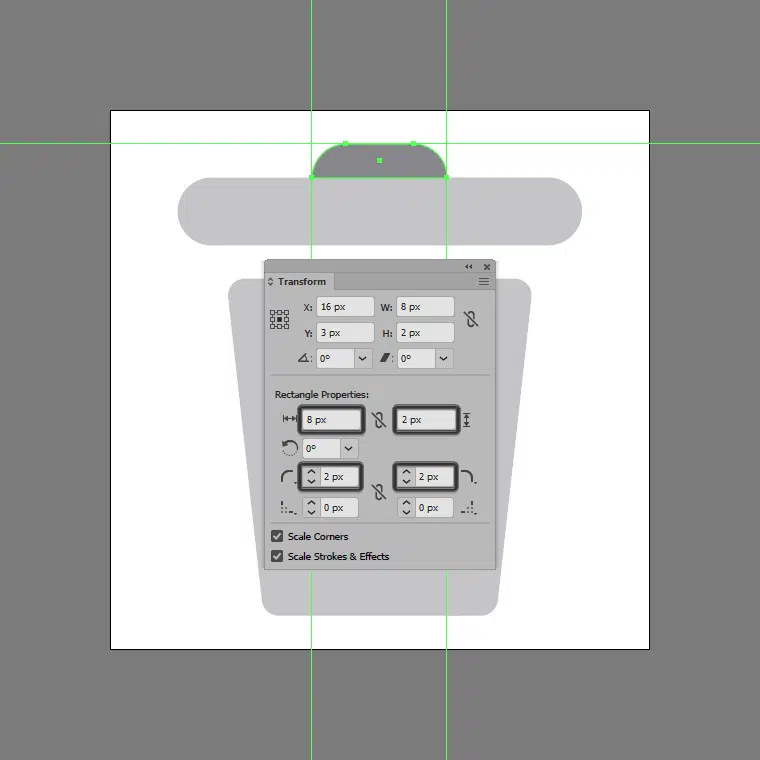 Transform
X: 16 px W: 8 px
Y: 3 px H: 2 px
: 0° : 0°
Rectangle Properties:
8 px 2 px
0°
2 px 2 px
0 px 0 px
Scale Corners
Scale Strokes & Effects